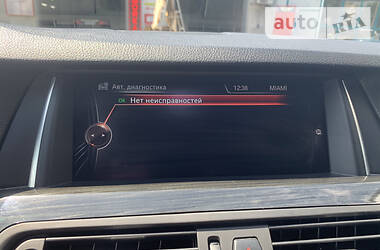 auto RIA
Авт. диагностика 12:38 MIAMI
OK Нет неисправностей